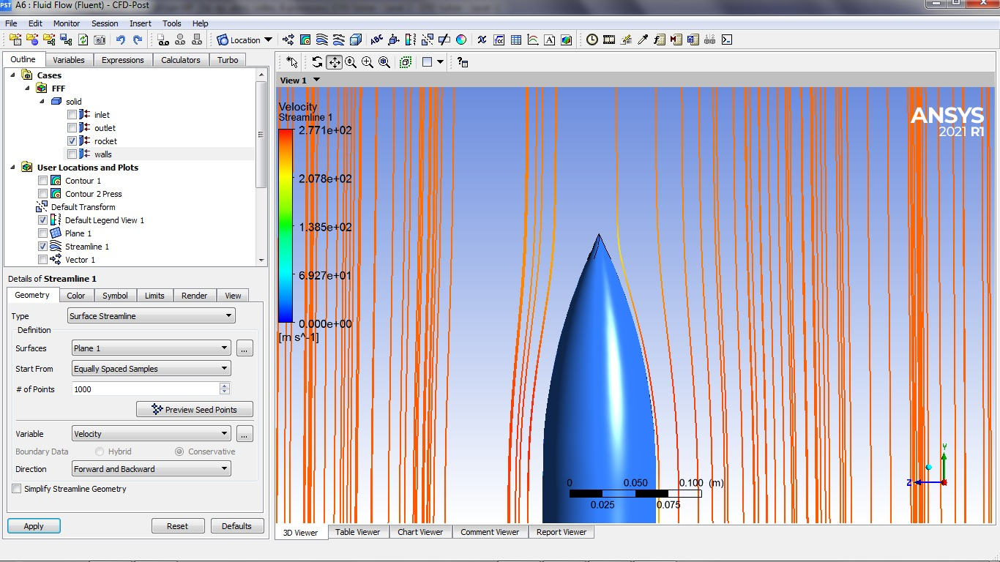 A6 : Fluid Flow (Fluent) - CFD-Post
File Edit Monitor Session Insert Tools Help
Location
Outline Variables Expressions Calculators Turbo
Cases
FFF
solid
inlet
outlet
rocket
walls
User Locations and Plots
Contour 1
Contour 2 Press
Default Transform
Default Legend View 1
Plane 1
Streamline 1
Vector 1
Details of Streamline 1
Geometry Color Symbol Limits Render View
Type Surface Streamline
Definition
Surfaces Plane 1 ...
Start From Equally Spaced Samples
# of Points 1000
Preview Seed Points
Variable Velocity ...
Boundary Data Hybrid Conservative
Direction Forward and Backward
Simplify Streamline Geometry
Apply Reset Defaults
View 1
Velocity
Streamline 1
2.771e+02
2.078e+02
1.385e+02
6.927e+01
0.000e+00
[m s^-1]
ANSYS
2021 R1
Y
Z
0 0.050 0.100 (m)
0.025 0.075
3D Viewer Table Viewer Chart Viewer Comment Viewer Report Viewer